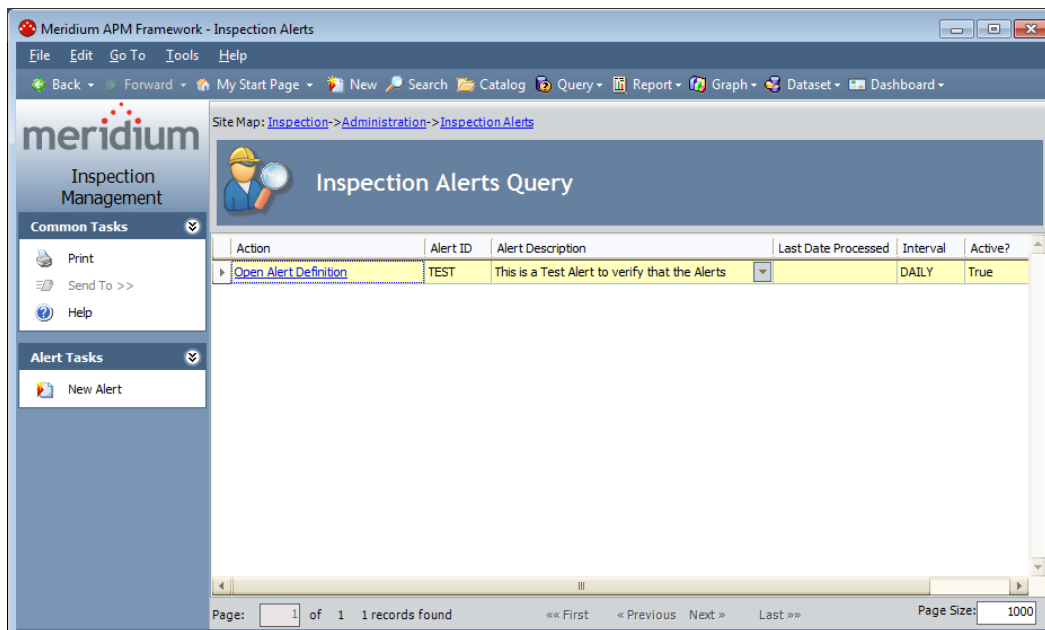 Meridium APM Framework - Inspection Alerts
File Edit Go To Tools Help
Back Forward My Start Page New Search Catalog Query Report Graph Dataset Dashboard
meridium
Inspection
Management
Common Tasks
Print
Send To >>
Help
Alert Tasks
New Alert
Site Map: Inspection->Administration->Inspection Alerts
Inspection Alerts Query
Action Alert ID Alert Description Last Date Processed Interval Active?
Open Alert Definition TEST This is a Test Alert to verify that the Alerts DAILY True
Page: 1 of 1 1 records found «« First « Previous Next » Last »» Page Size: 1000